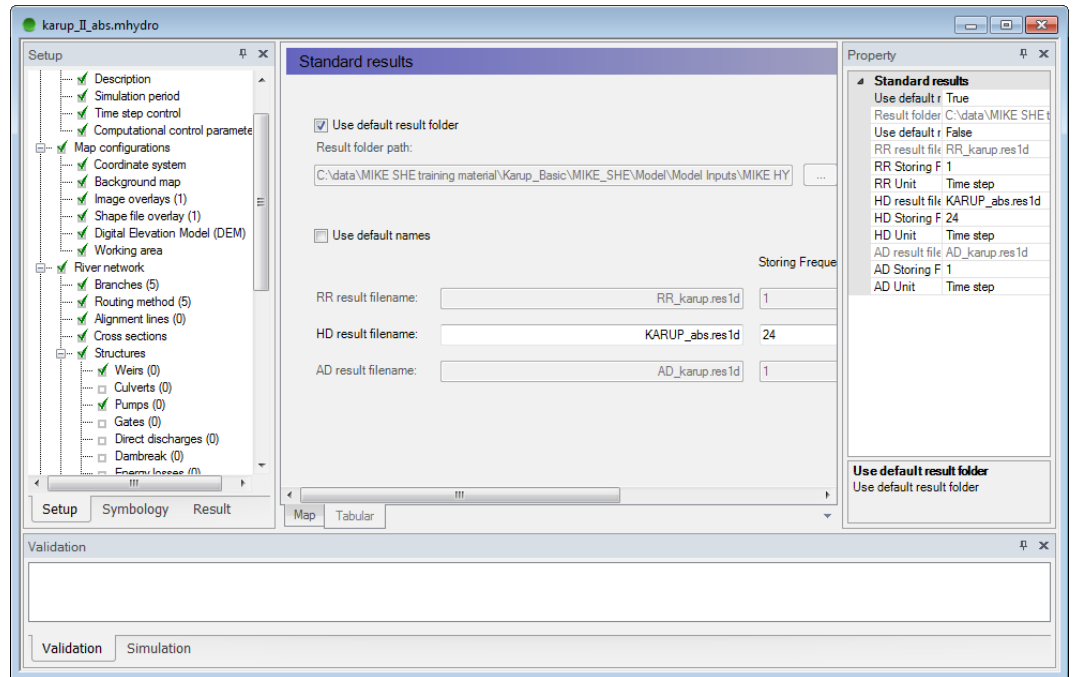 karup_II_abs.mhydro
Setup
Description
Simulation period
Time step control
Computational control paramete
Map configurations
Coordinate system
Background map
Image overlays (1)
Shape file overlay (1)
Digital Elevation Model (DEM)
Working area
River network
Branches (5)
Routing method (5)
Alignment lines (0)
Cross sections
Structures
Weirs (0)
Culverts (0)
Pumps (0)
Gates (0)
Direct discharges (0)
Dambreak (0)
Energy losses (0)
Setup Symbology Result
Standard results
Use default result folder
Result folder path:
C:\data\MIKE SHE training material\Karup_Basic\MIKE_SHE\Model\Model Inputs\MIKE HY ...
Use default names
Storing Freque
RR result filename: RR_karup.res1d 1
HD result filename: KARUP_abs.res1d 24
AD result filename: AD_karup.res1d 1
Map Tabular
Property
Standard results
Use default r True
Result folder C:\data\MIKE SHE t
Use default r False
RR result file RR_karup.res1d
RR Storing F 1
RR Unit Time step
HD result file KARUP_abs.res1d
HD Storing F 24
HD Unit Time step
AD result file AD_karup.res1d
AD Storing F 1
AD Unit Time step
Use default result folder
Use default result folder
Validation
Validation Simulation